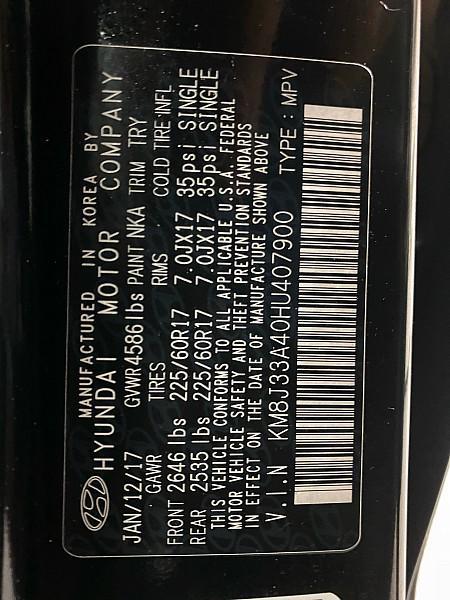 MANUFACTURED IN KOREA BY
HYUNDAI MOTOR COMPANY
JAN/12/17 GVWR4586 lbs PAINT NKA TRIM TRY
GAWR TIRES RIMS COLD TIRE INFL
FRONT 2646 lbs 225/60R17 7.0JX17 35psi SINGLE
REAR 2535 lbs 225/60R17 7.0JX17 35psi SINGLE
THIS VEHICLE CONFORMS TO ALL APPLICABLE U.S.A. FEDERAL
MOTOR VEHICLE SAFETY AND THEFT PREVENTION STANDARDS
IN EFFECT ON THE DATE OF MANUFACTURE SHOWN ABOVE
V.I.N KM8J33A40HU407900 TYPE : MPV